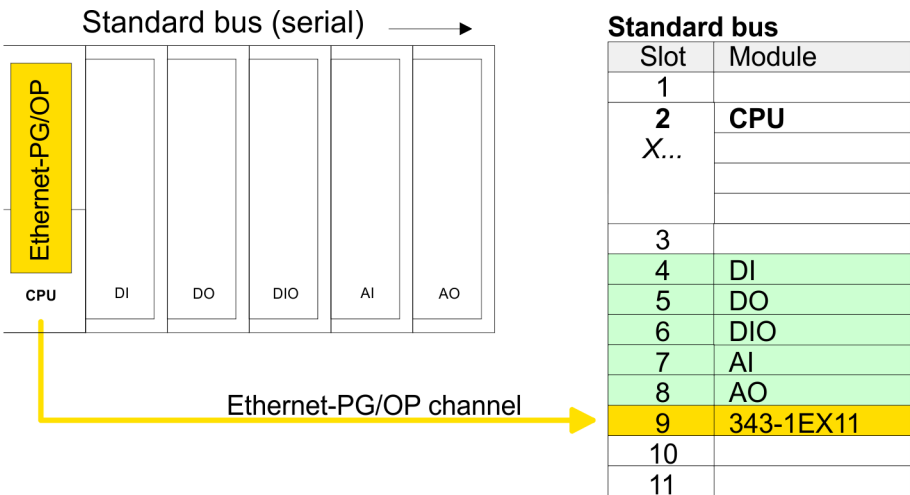 Standard bus (serial)
Ethernet-PG/OP
CPU
DI
DO
DIO
AI
AO
Ethernet-PG/OP channel
Standard bus
Slot Module
1
2 CPU
X...
3
4 DI
5 DO
6 DIO
7 AI
8 AO
9 343-1EX11
10
11